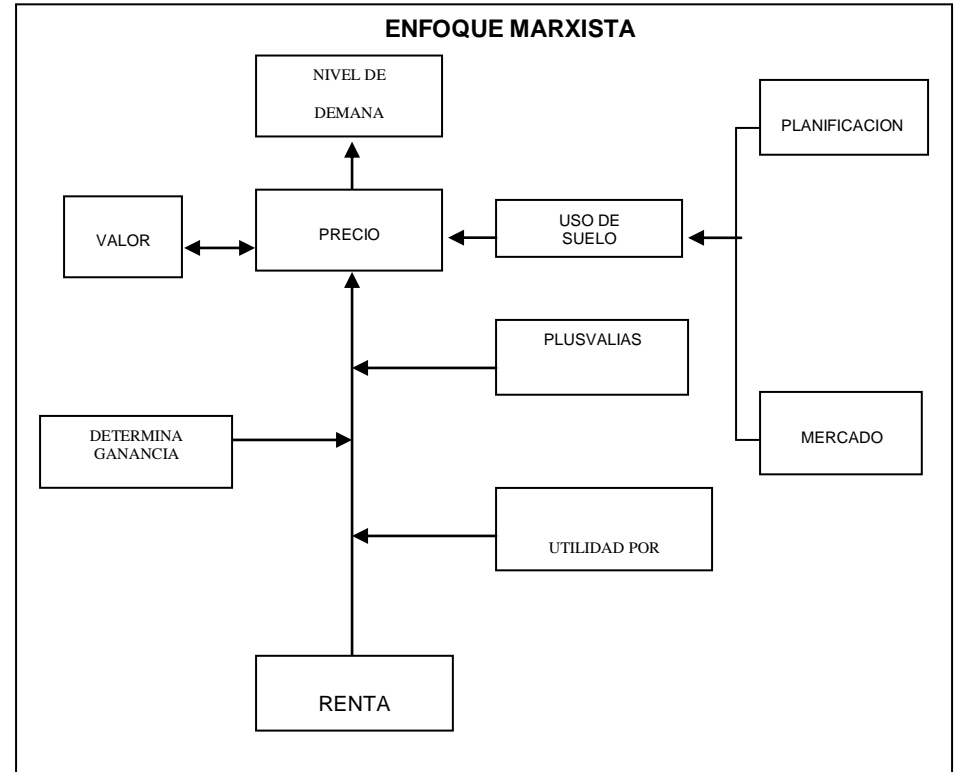 ENFOQUE MARXISTA
NIVEL DE
DEMANA
PLANIFICACION
VALOR
PRECIO
USO DE
SUELO
PLUSVALIAS
DETERMINA
GANANCIA
MERCADO
UTILIDAD POR
RENTA